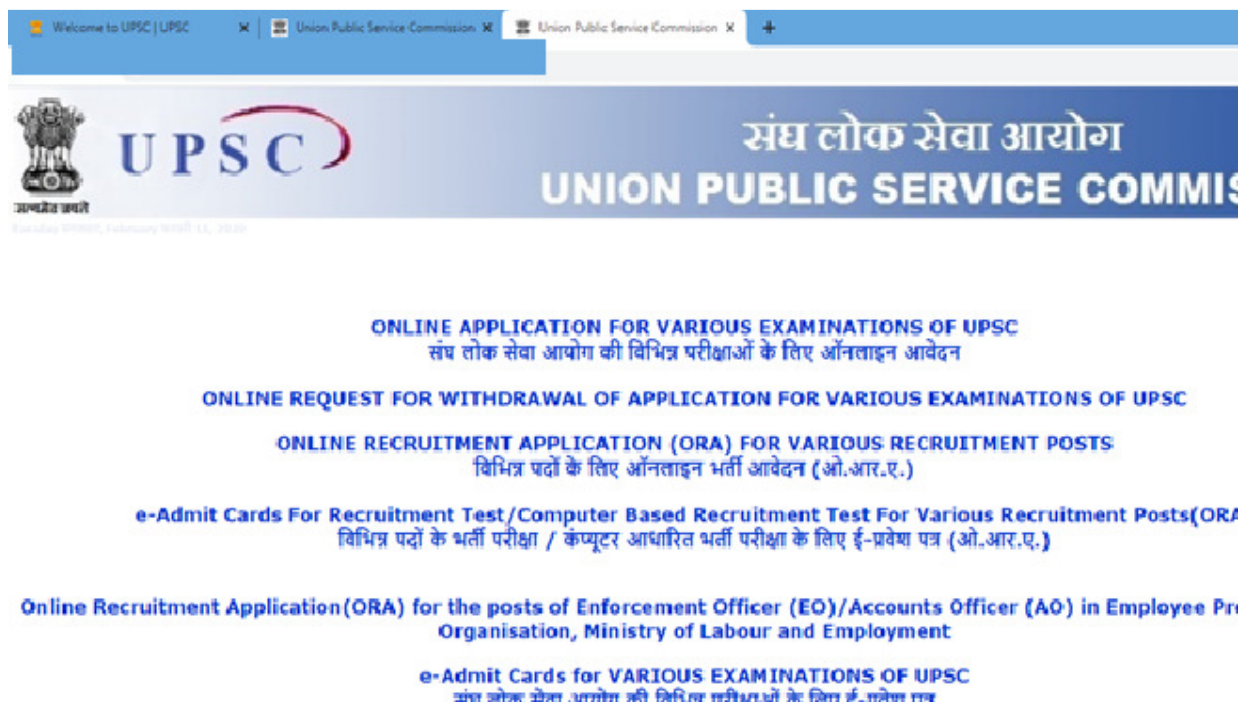 Welcome to UPSC | UPSC
Union Public Service Commission
Union Public Service Commission
UPSC
संघ लोक सेवा आयोग
UNION PUBLIC SERVICE COMMIS
ONLINE APPLICATION FOR VARIOUS EXAMINATIONS OF UPSC
संघ लोक सेवा आयोग की विभिन्न परीक्षाओं के लिए ऑनलाइन आवेदन
ONLINE REQUEST FOR WITHDRAWAL OF APPLICATION FOR VARIOUS EXAMINATIONS OF UPSC
ONLINE RECRUITMENT APPLICATION (ORA) FOR VARIOUS RECRUITMENT POSTS
विभिन्न पदों के लिए ऑनलाइन भर्ती आवेदन (ओ.आर.ए.)
e-Admit Cards For Recruitment Test/Computer Based Recruitment Test For Various Recruitment Posts(ORA
विभिन्न पदों के भर्ती परीक्षा / कंप्यूटर आधारित भर्ती परीक्षा के लिए ई-प्रवेश पत्र (ओ.आर.ए.)
Online Recruitment Application(ORA) for the posts of Enforcement Officer (EO)/Accounts Officer (AO) in Employee Pr
Organisation, Ministry of Labour and Employment
e-Admit Cards for VARIOUS EXAMINATIONS OF UPSC
संघ लोक सेवा आयोग की विभिन्न परीक्षाओं के लिए ई-प्रवेश पत्र